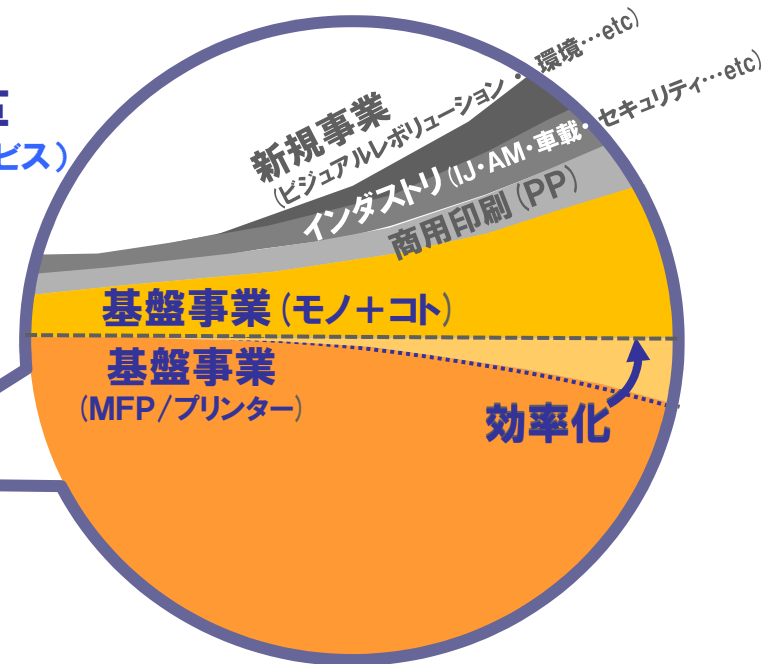 ビス)
新規事業
(ビジュアルレボリューション・環境…etc)
インダストリ(IJ・AM・車載・セキュリティ…etc)
商用印刷(PP)
基盤事業(モノ+コト)
基盤事業
(MFP/プリンター)
効率化